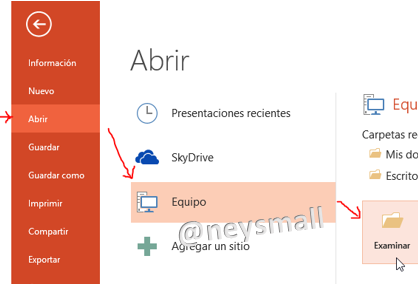 Información
Nuevo
Abrir
Guardar
Guardar como
Imprimir
Compartir
Exportar
Abrir
Presentaciones recientes
SkyDrive
Equipo
Agregar un sitio
@neysmall
Equi
Carpetas re
Mis do
Escrito
Examinar